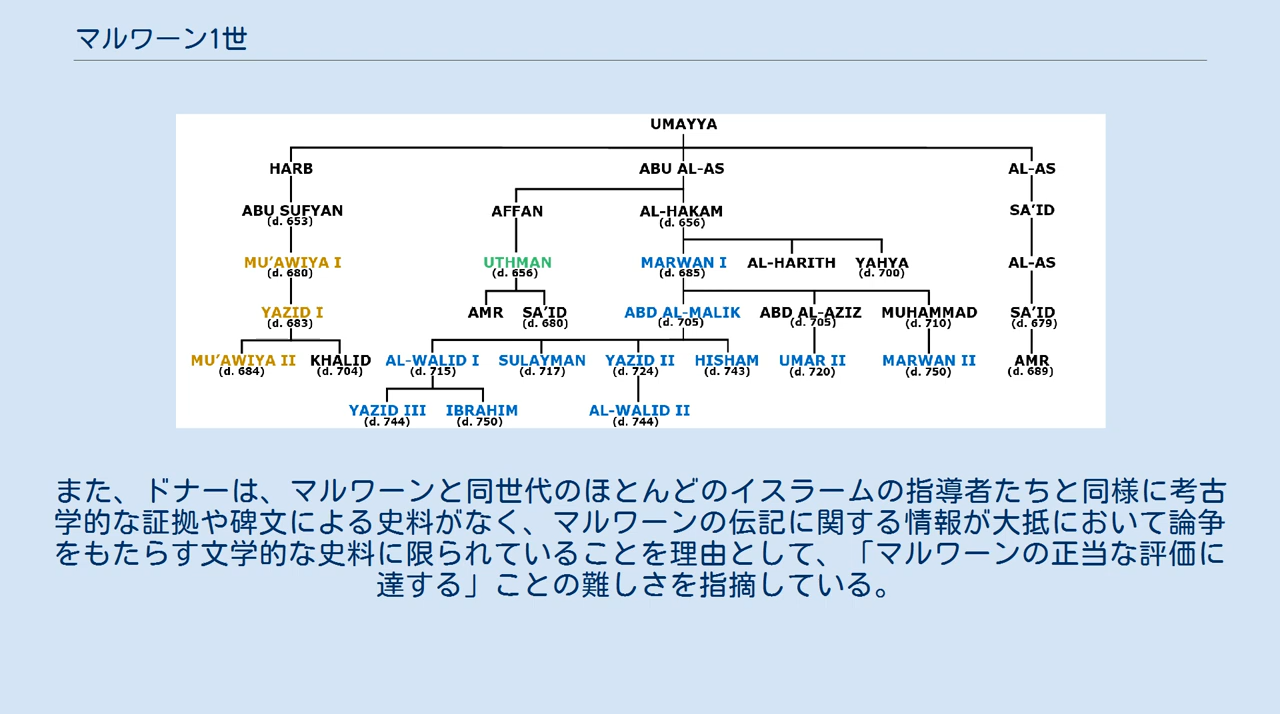 マルワーン1世
UMAYYA
HARB ABU AL-AS AL-AS
ABU SUFYAN AFFAN AL-HAKAM SA'ID
(d. 653) (d. 656)
MU'AWIYA I UTHMAN MARWAN I AL-HARITH YAHYA AL-AS
(d. 680) (d. 656) (d. 685) (d. 700)
YAZID I AMR SA'ID ABD AL-MALIK ABD AL-AZIZ MUHAMMAD SA'ID
(d. 683) (d. 680) (d. 705) (d. 705) (d. 710) (d. 679)
MU'AWIYA II KHALID AL-WALID I SULAYMAN YAZID II HISHAM UMAR II MARWAN II AMR
(d. 684) (d. 704) (d. 715) (d. 717) (d. 724) (d. 743) (d. 720) (d. 750) (d. 689)
YAZID III IBRAHIM AL-WALID II
(d. 744) (d. 750) (d. 744)
また、ドナーは、マルワーンと同世代のほとんどのイスラームの指導者たちと同様に考古
学的な証拠や碑文による史料がなく、マルワーンの伝記に関する情報が大抵において論争
をもたらす文学的な史料に限られていることを理由として、「マルワーンの正当な評価に
達する」ことの難しさを指摘している。